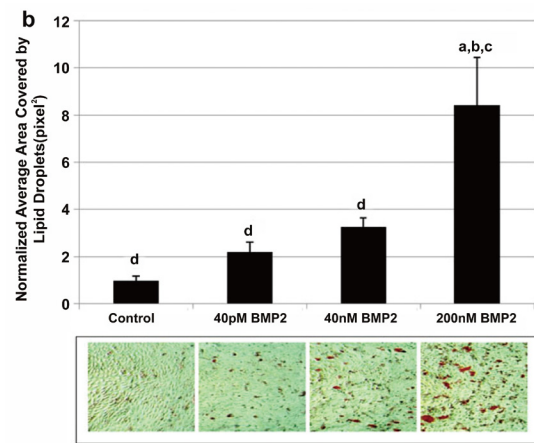 b
Normalized Average Area Covered by
Lipid Droplets(pixel²)
12
10
8
6
4
2
0
d
d
d
a,b,c
Control
40pM BMP2
40nM BMP2
200nM BMP2